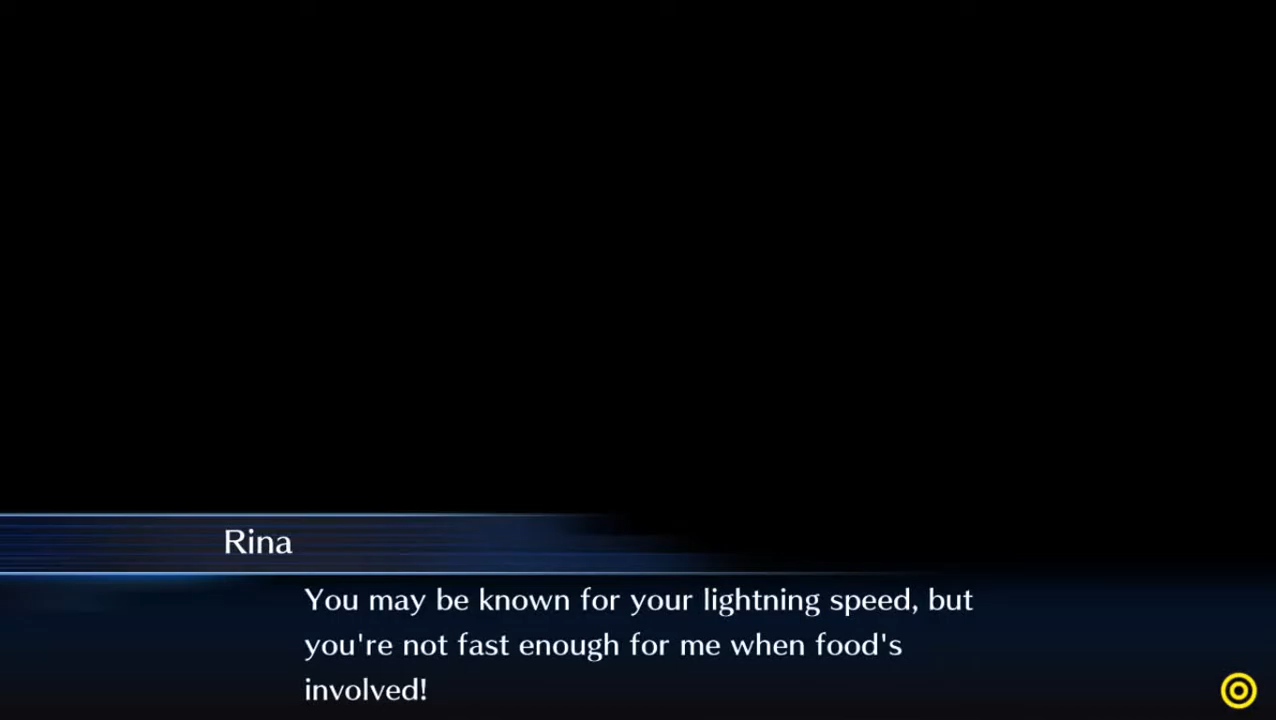 Rina
You may be known for your lightning speed, but
you're not fast enough for me when food's
involved!